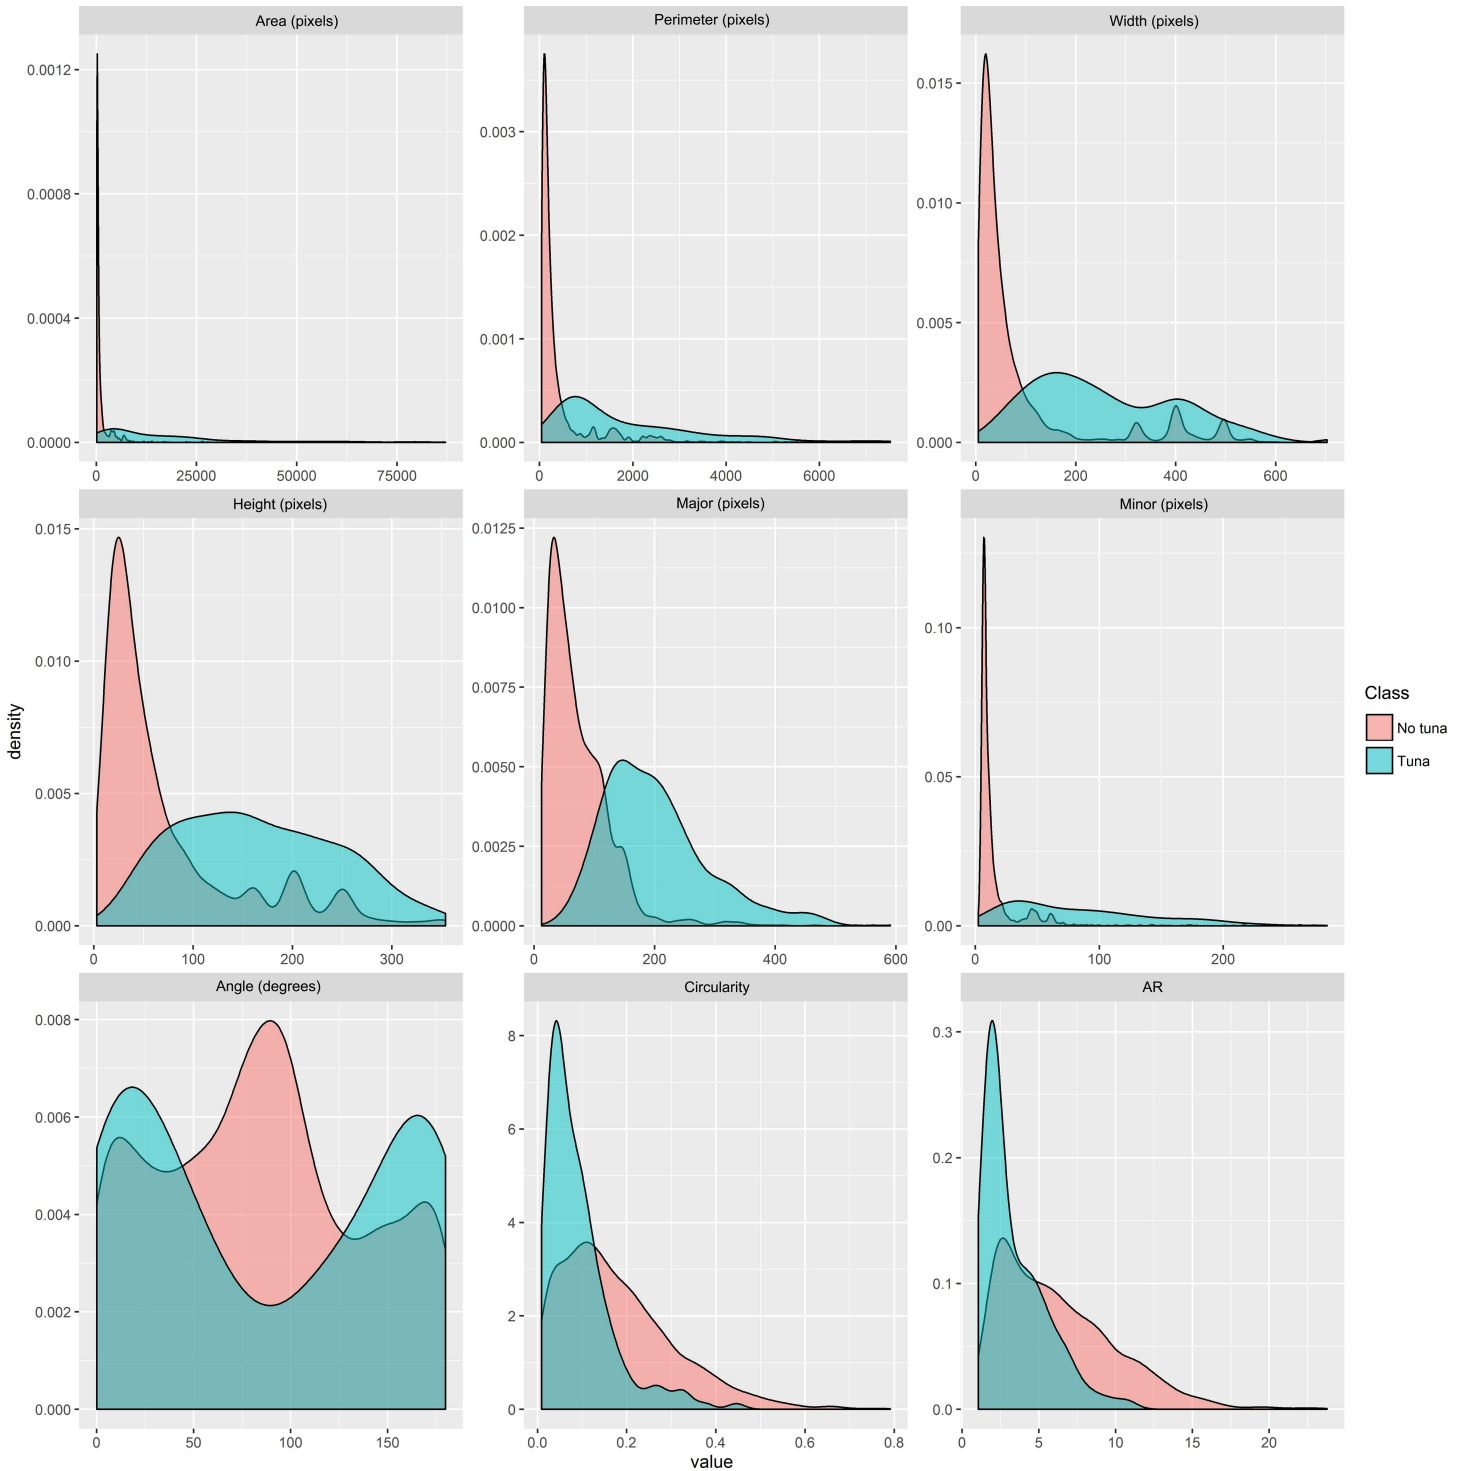 Area (pixels)
Perimeter (pixels)
Width (pixels)
0.0012
0.0008
0.0004
0.0000
0.003
0.002
0.001
0.000
0.015
0.010
0.005
0.000
0 25000 50000 75000
0 2000 4000 6000
0 200 400 600
Height (pixels)
Major (pixels)
Minor (pixels)
0.015
0.010
0.005
0.000
0.0125
0.0100
0.0075
0.0050
0.0025
0.0000
0.10
0.05
0.00
0 100 200 300
0 200 400 600
0 100 200
Angle (degrees)
Circularity
AR
0.008
0.006
0.004
0.002
0.000
8
6
4
2
0
0.3
0.2
0.1
0.0
0 50 100 150
0.0 0.2 0.4 0.6 0.8
0 5 10 15 20
density
value
Class
No tuna
Tuna